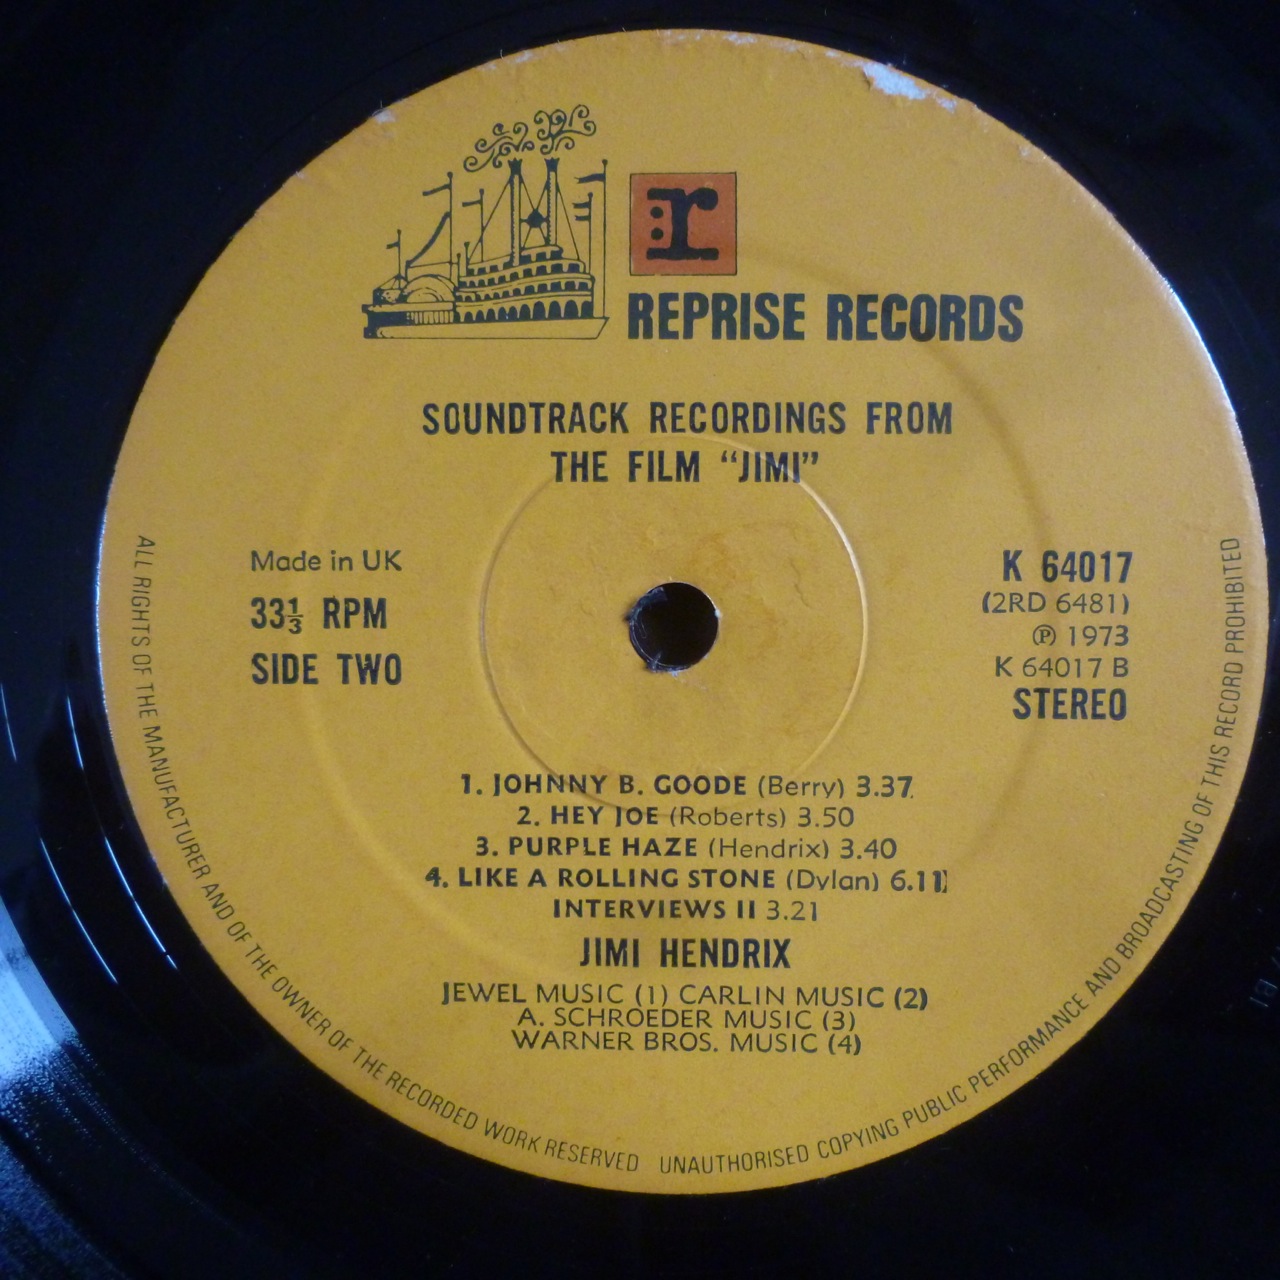 r:
REPRISE RECORDS
SOUNDTRACK RECORDINGS FROM
THE FILM “JIMI”
Made in UK
33⅓ RPM
SIDE TWO
K 64017
(2RD 6481)
℗ 1973
K 64017 B
STEREO
1. JOHNNY B. GOODE (Berry) 3.37
2. HEY JOE (Roberts) 3.50
3. PURPLE HAZE (Hendrix) 3.40
4. LIKE A ROLLING STONE (Dylan) 6.11
INTERVIEWS II 3.21
JIMI HENDRIX
JEWEL MUSIC (1) CARLIN MUSIC (2)
A. SCHROEDER MUSIC (3)
WARNER BROS. MUSIC (4)
ALL RIGHTS OF THE MANUFACTURER AND OF THE OWNER OF THE RECORDED WORK RESERVED UNAUTHORISED COPYING PUBLIC PERFORMANCE AND BROADCASTING OF THIS RECORD PROHIBITED